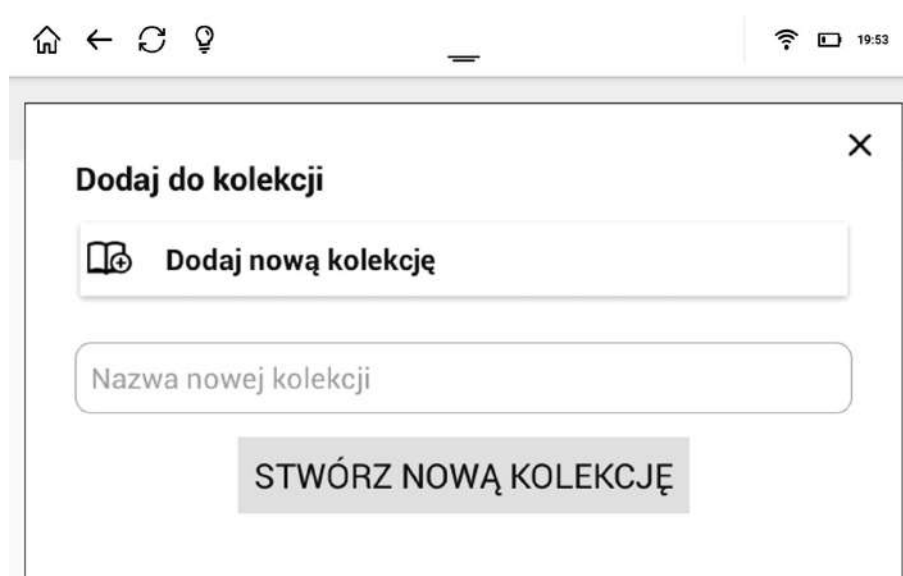 19:53
Dodaj do kolekcji
Dodaj nową kolekcję
Nazwa nowej kolekcji
STWÓRZ NOWĄ KOLEKCJĘ